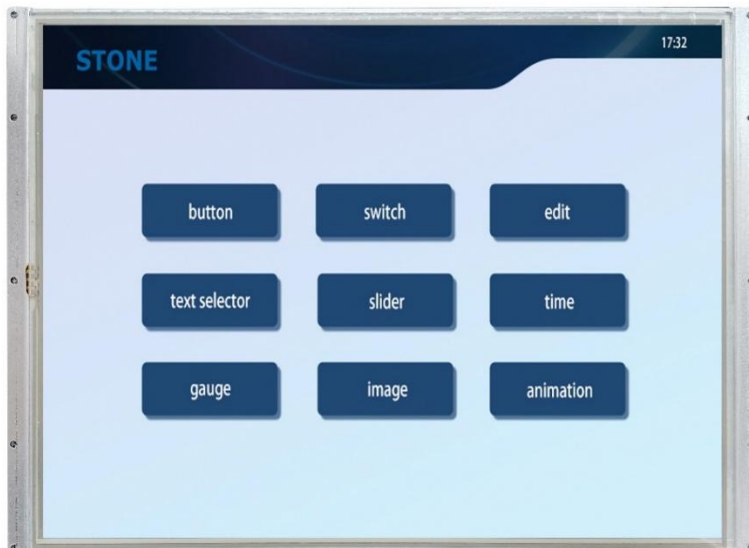 STONE
17:32
button
switch
edit
text selector
slider
time
gauge
image
animation